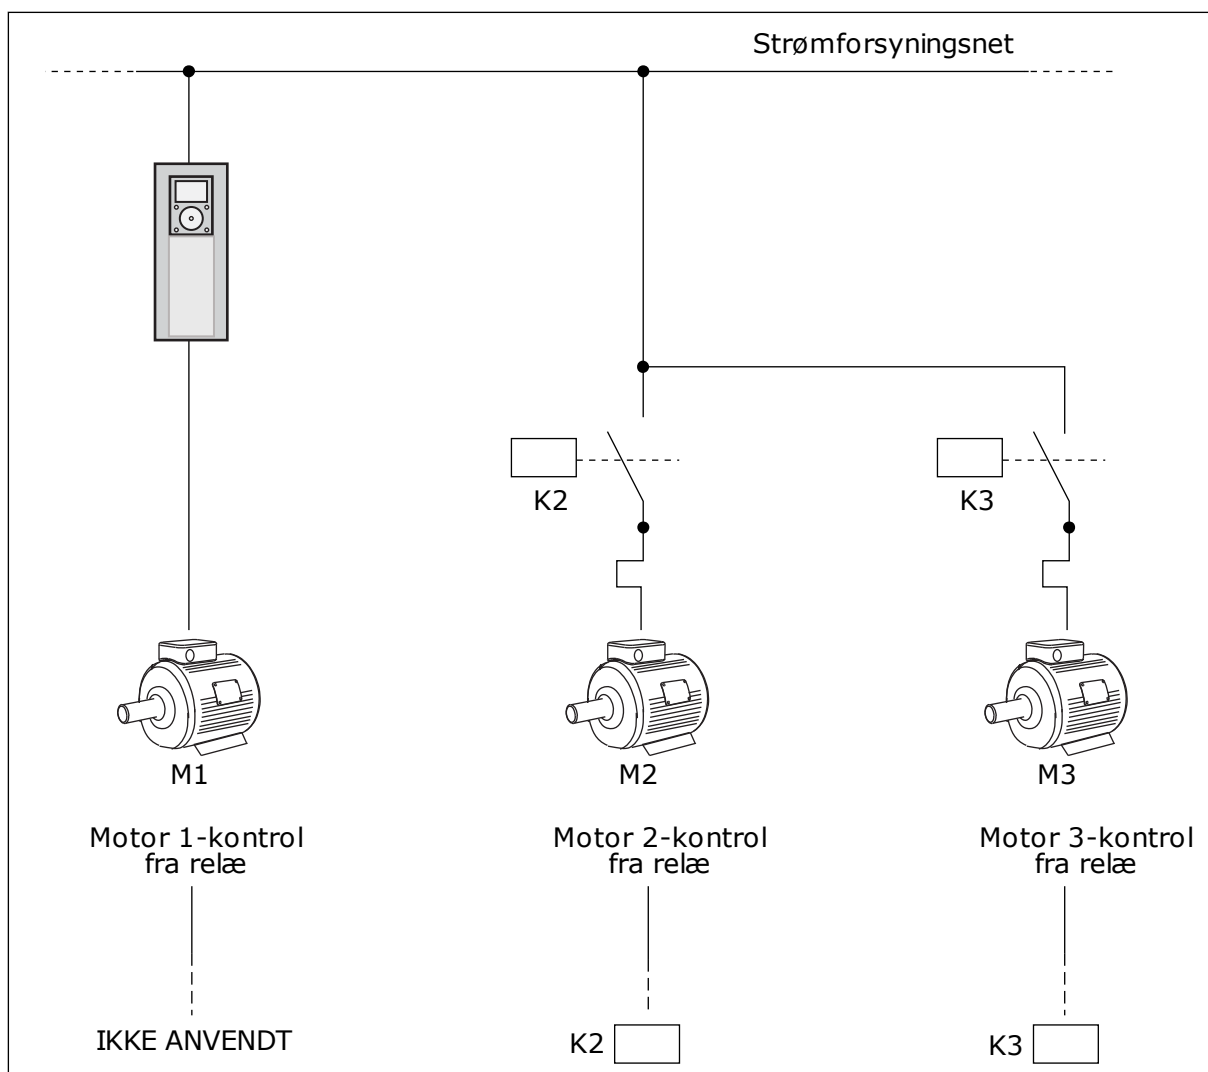 Strømforsyningsnet
K2
K3
M1
M2
M3
Motor 1-kontrol
fra relæ
Motor 2-kontrol
fra relæ
Motor 3-kontrol
fra relæ
IKKE ANVENDT
K2
K3